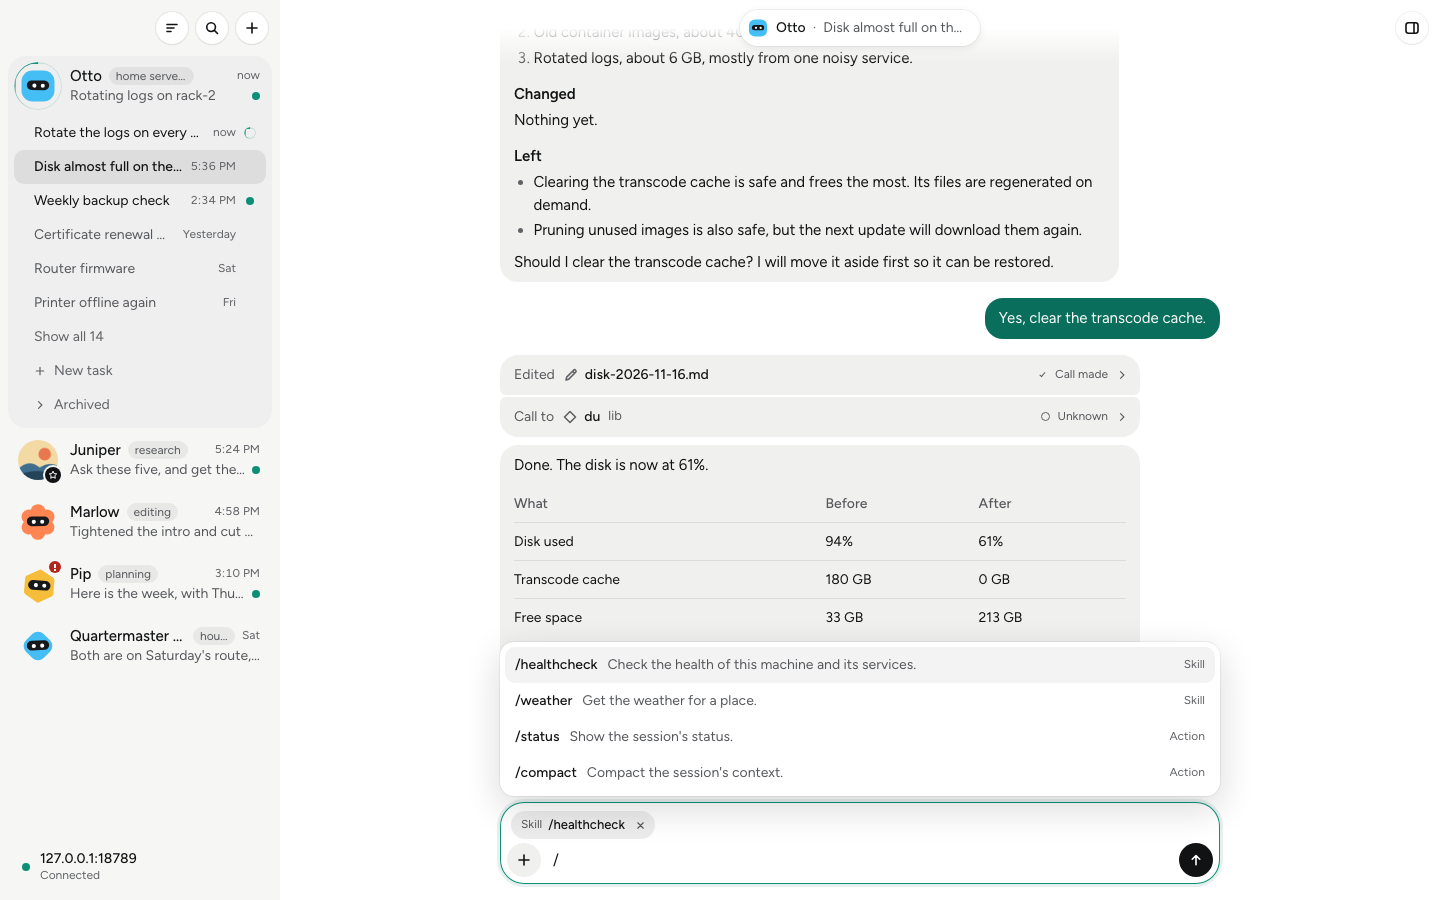 Otto home serve... now
Rotating logs on rack-2
Rotate the logs on every ... now
Disk almost full on the... 5:36 PM
Weekly backup check 2:34 PM
Certificate renewal ... Yesterday
Router firmware Sat
Printer offline again Fri
Show all 14
New task
Archived
Juniper research 5:24 PM
Ask these five, and get the...
Marlow editing 4:58 PM
Tightened the intro and cut ...
Pip planning 3:10 PM
Here is the week, with Thu...
Quartermaster ... hou... Sat
Both are on Saturday's route,...
127.0.0.1:18789
Connected
Otto · Disk almost full on th...
2. Old container images, about 40
3. Rotated logs, about 6 GB, mostly from one noisy service.
Changed
Nothing yet.
Left
• Clearing the transcode cache is safe and frees the most. Its files are regenerated on
demand.
• Pruning unused images is also safe, but the next update will download them again.
Should I clear the transcode cache? I will move it aside first so it can be restored.
Yes, clear the transcode cache.
Edited disk-2026-11-16.md Call made
Call to du lib Unknown
Done. The disk is now at 61%.
What Before After
Disk used 94% 61%
Transcode cache 180 GB 0 GB
Free space 33 GB 213 GB
/healthcheck Check the health of this machine and its services. Skill
/weather Get the weather for a place. Skill
/status Show the session's status. Action
/compact Compact the session's context. Action
Skill /healthcheck ×
/